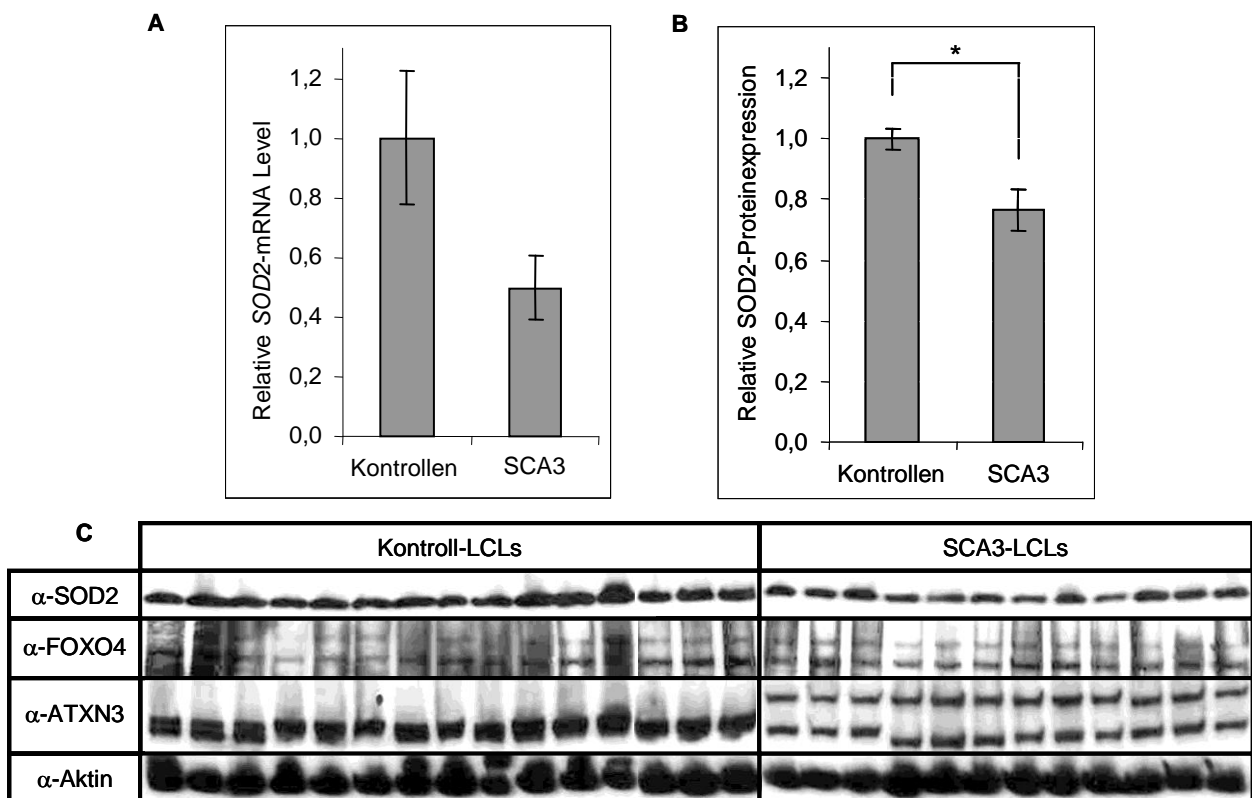 A
Relative SOD2-mRNA Level
1,2
1,0
0,8
0,6
0,4
0,2
0,0
Kontrollen SCA3
B
Relative SOD2-Proteinexpression
*
1,2
1,0
0,8
0,6
0,4
0,2
0,0
Kontrollen SCA3
C
Kontroll-LCLs SCA3-LCLs
α-SOD2
α-FOXO4
α-ATXN3
α-Aktin